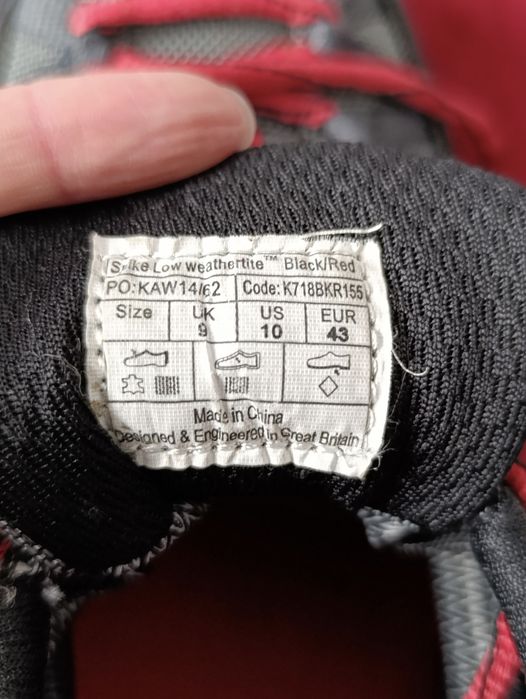 Spike Low weathertite™ Black/Red
PO:KAW14/62 Code:K718BKR155
Size UK US EUR
9 10 43
Made in China
Designed & Engineered in Great Britain